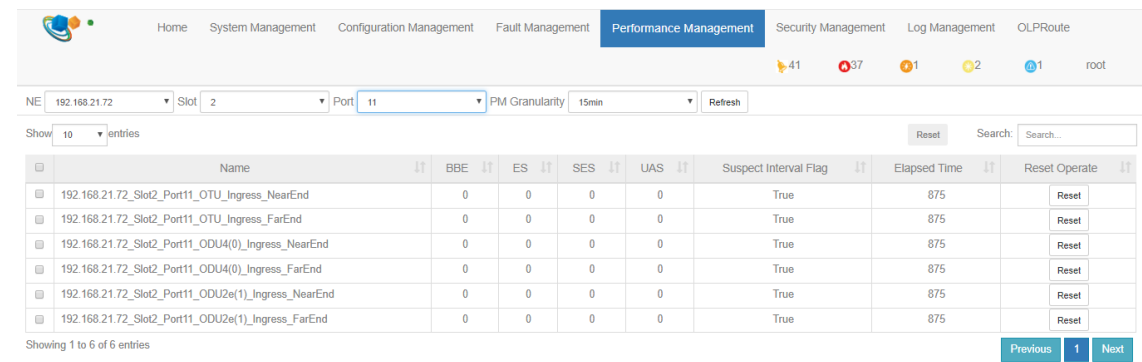 Home System Management Configuration Management Fault Management Performance Management Security Management Log Management OLPRoute
41 37 1 2 1 root
NE 192.168.21.72 Slot 2 Port 11 PM Granularity 15min Refresh
Show 10 entries Reset Search: Search...
Name BBE ES SES UAS Suspect Interval Flag Elapsed Time Reset Operate
192.168.21.72_Slot2_Port11_OTU_Ingress_NearEnd 0 0 0 0 True 875 Reset
192.168.21.72_Slot2_Port11_OTU_Ingress_FarEnd 0 0 0 0 True 875 Reset
192.168.21.72_Slot2_Port11_ODU4(0)_Ingress_NearEnd 0 0 0 0 True 875 Reset
192.168.21.72_Slot2_Port11_ODU4(0)_Ingress_FarEnd 0 0 0 0 True 875 Reset
192.168.21.72_Slot2_Port11_ODU2e(1)_Ingress_NearEnd 0 0 0 0 True 875 Reset
192.168.21.72_Slot2_Port11_ODU2e(1)_Ingress_FarEnd 0 0 0 0 True 875 Reset
Showing 1 to 6 of 6 entries Previous 1 Next